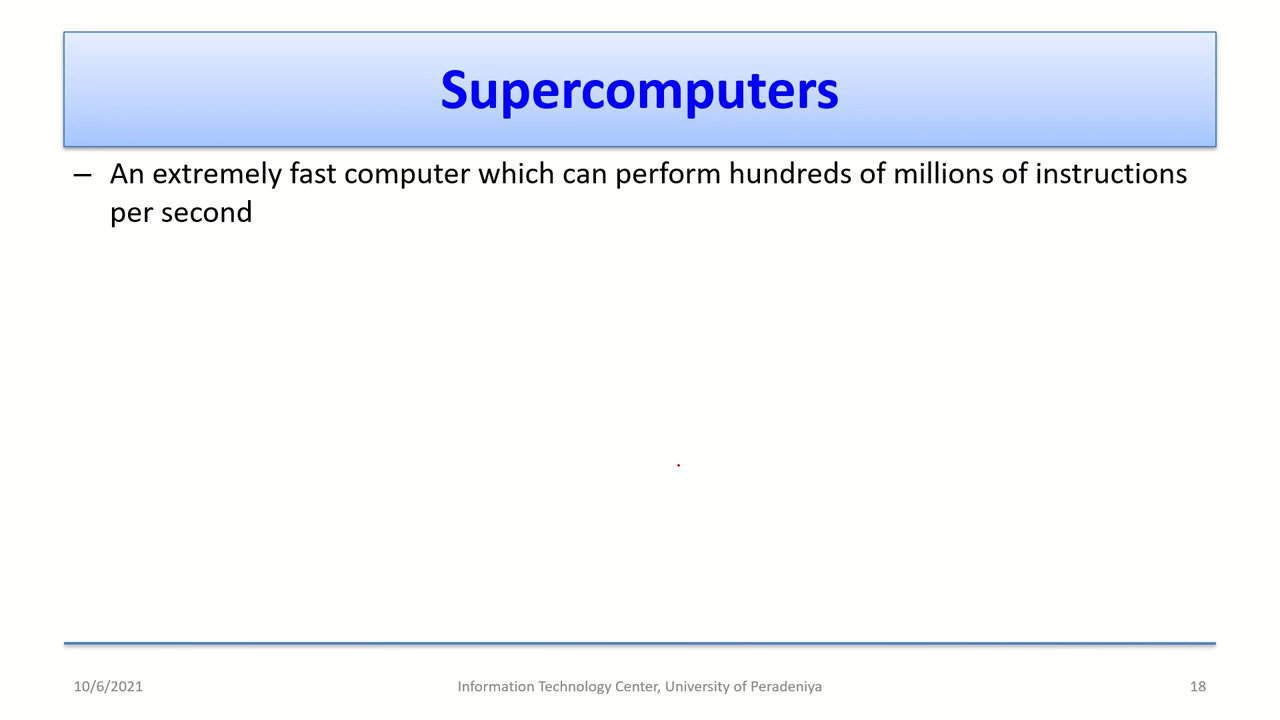 Supercomputers
– An extremely fast computer which can perform hundreds of millions of instructions
per second
10/6/2021
Information Technology Center, University of Peradeniya
18